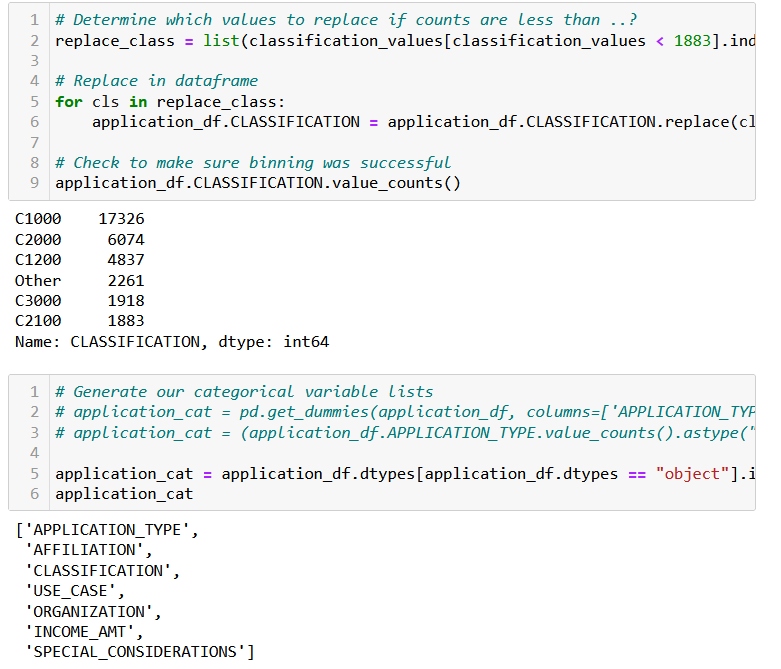 1 # Determine which values to replace if counts are less than ..?
2 replace_class = list(classification_values[classification_values < 1883].ind
3
4 # Replace in dataframe
5 for cls in replace_class:
6     application_df.CLASSIFICATION = application_df.CLASSIFICATION.replace(cl
7
8 # Check to make sure binning was successful
9 application_df.CLASSIFICATION.value_counts()
C1000    17326
C2000     6074
C1200     4837
Other     2261
C3000     1918
C2100     1883
Name: CLASSIFICATION, dtype: int64
1 # Generate our categorical variable lists
2 # application_cat = pd.get_dummies(application_df, columns=['APPLICATION_TYP
3 # application_cat = (application_df.APPLICATION_TYPE.value_counts().astype("
4
5 application_cat = application_df.dtypes[application_df.dtypes == "object"].i
6 application_cat
['APPLICATION_TYPE',
 'AFFILIATION',
 'CLASSIFICATION',
 'USE_CASE',
 'ORGANIZATION',
 'INCOME_AMT',
 'SPECIAL_CONSIDERATIONS']